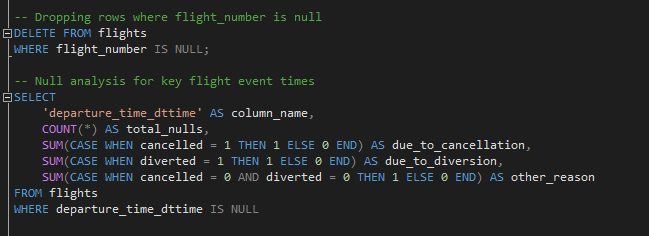 -- Dropping rows where flight_number is null
DELETE FROM flights
WHERE flight_number IS NULL;
-- Null analysis for key flight event times
SELECT
'departure_time_dttime' AS column_name,
COUNT(*) AS total_nulls,
SUM(CASE WHEN cancelled = 1 THEN 1 ELSE 0 END) AS due_to_cancellation,
SUM(CASE WHEN diverted = 1 THEN 1 ELSE 0 END) AS due_to_diversion,
SUM(CASE WHEN cancelled = 0 AND diverted = 0 THEN 1 ELSE 0 END) AS other_reason
FROM flights
WHERE departure_time_dttime IS NULL